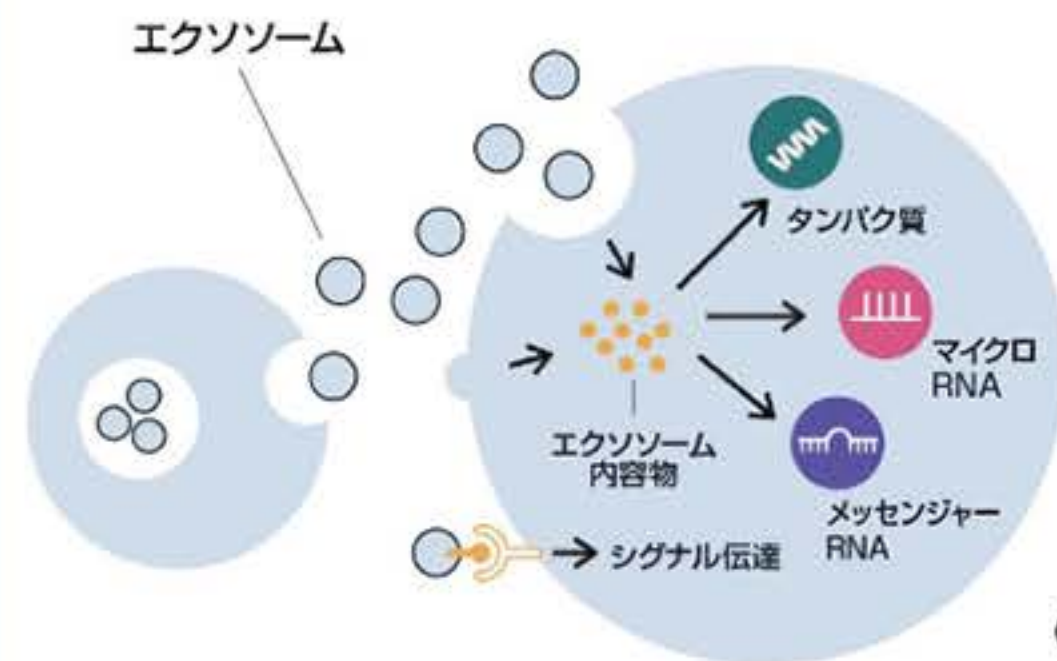 エクソソーム
タンパク質
マイクロ
RNA
エクソソーム
内容物
メッセンジャー
RNA
シグナル伝達